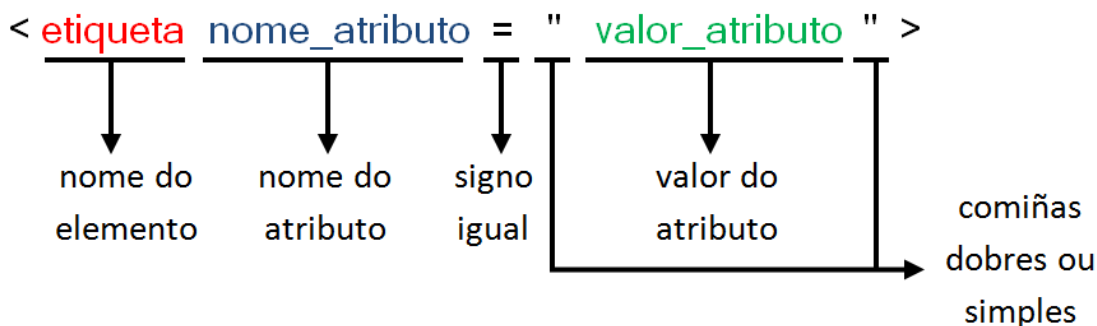 < etiqueta nome_atributo = " valor_atributo " >
nome do
elemento
nome do
atributo
signo
igual
valor do
atributo
comiñas
dobres ou
simples